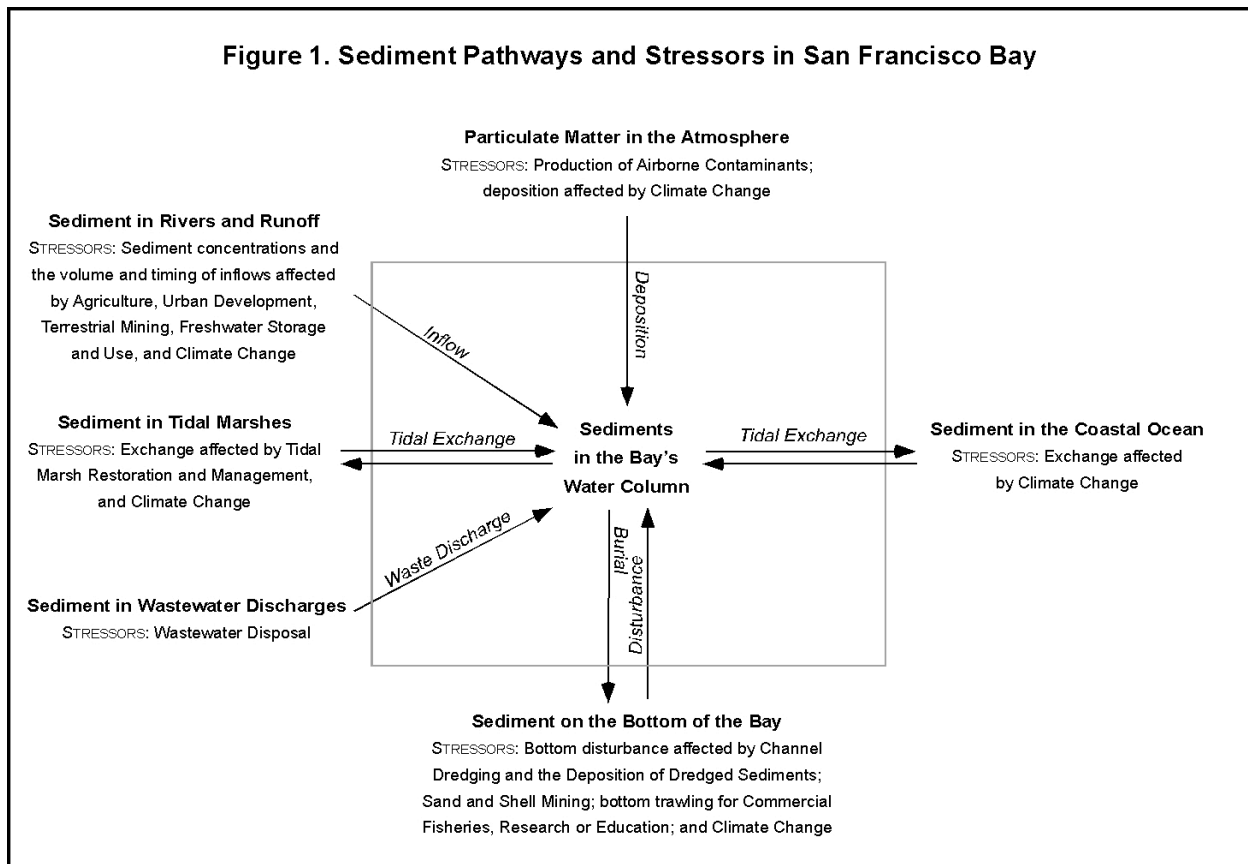 Figure 1. Sediment Pathways and Stressors in San Francisco Bay
Particulate Matter in the Atmosphere
STRESSORS: Production of Airborne Contaminants;
deposition affected by Climate Change
Sediment in Rivers and Runoff
STRESSORS: Sediment concentrations and
the volume and timing of inflows affected
by Agriculture, Urban Development,
Terrestrial Mining, Freshwater Storage
and Use, and Climate Change
Inflow
Deposition
Sediment in Tidal Marshes
STRESSORS: Exchange affected by Tidal
Marsh Restoration and Management,
and Climate Change
Tidal Exchange
Sediments
in the Bay's
Water Column
Tidal Exchange
Sediment in the Coastal Ocean
STRESSORS: Exchange affected
by Climate Change
Waste Discharge
Sediment in Wastewater Discharges
STRESSORS: Wastewater Disposal
Burial
Disturbance
Sediment on the Bottom of the Bay
STRESSORS: Bottom disturbance affected by Channel
Dredging and the Deposition of Dredged Sediments;
Sand and Shell Mining; bottom trawling for Commercial
Fisheries, Research or Education; and Climate Change